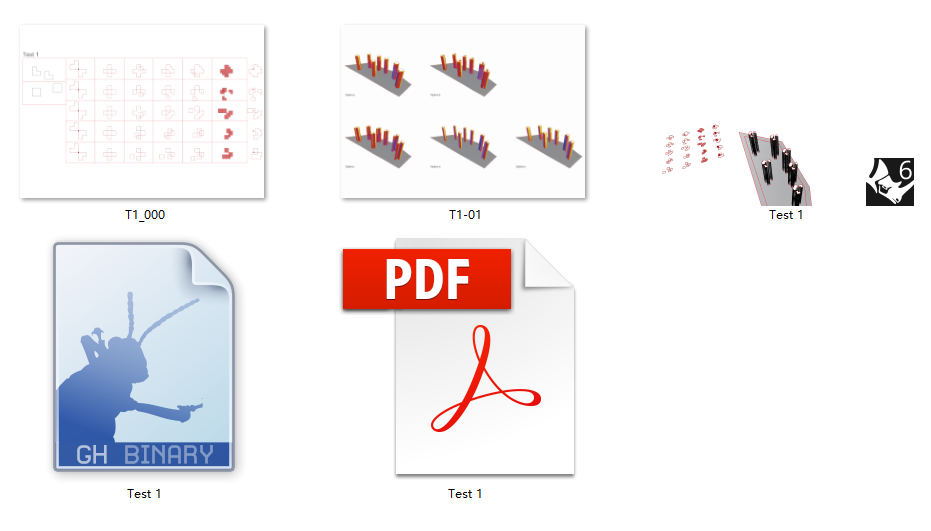 Test 1
T1_000
T1-01
6
Test 1
GH BINARY
PDF
Test 1
Test 1